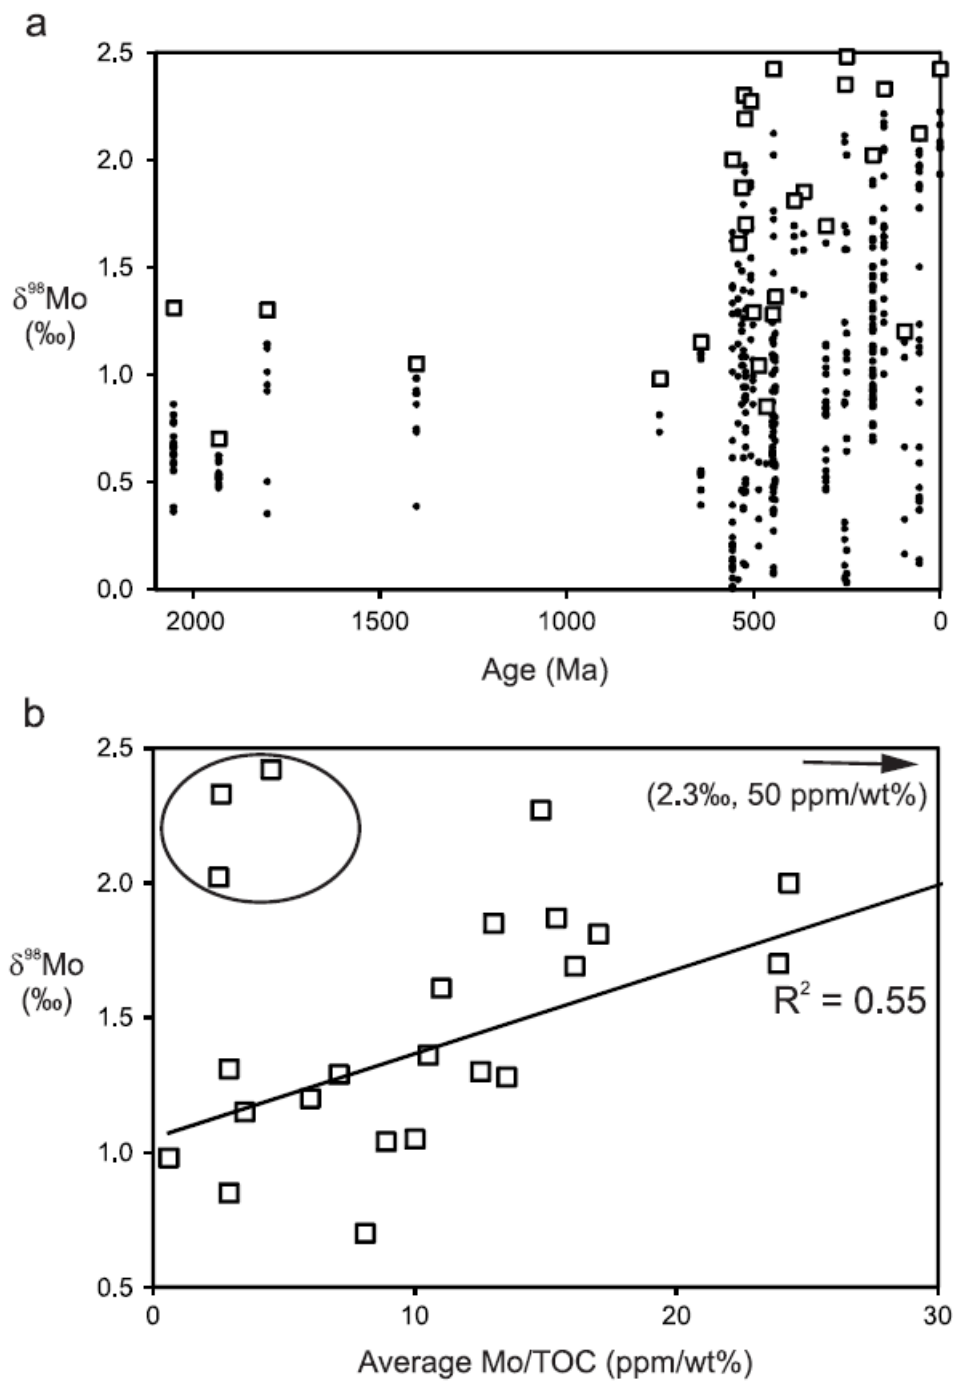 a
2.5
2.0
1.5
δ⁹⁸Mo
(‰)
1.0
0.5
0.0
2000 1500 1000 500 0
Age (Ma)
b
2.5
(2.3‰, 50 ppm/wt%)
2.0
δ⁹⁸Mo
(‰)
R² = 0.55
1.5
1.0
0.5
0 10 20 30
Average Mo/TOC (ppm/wt%)